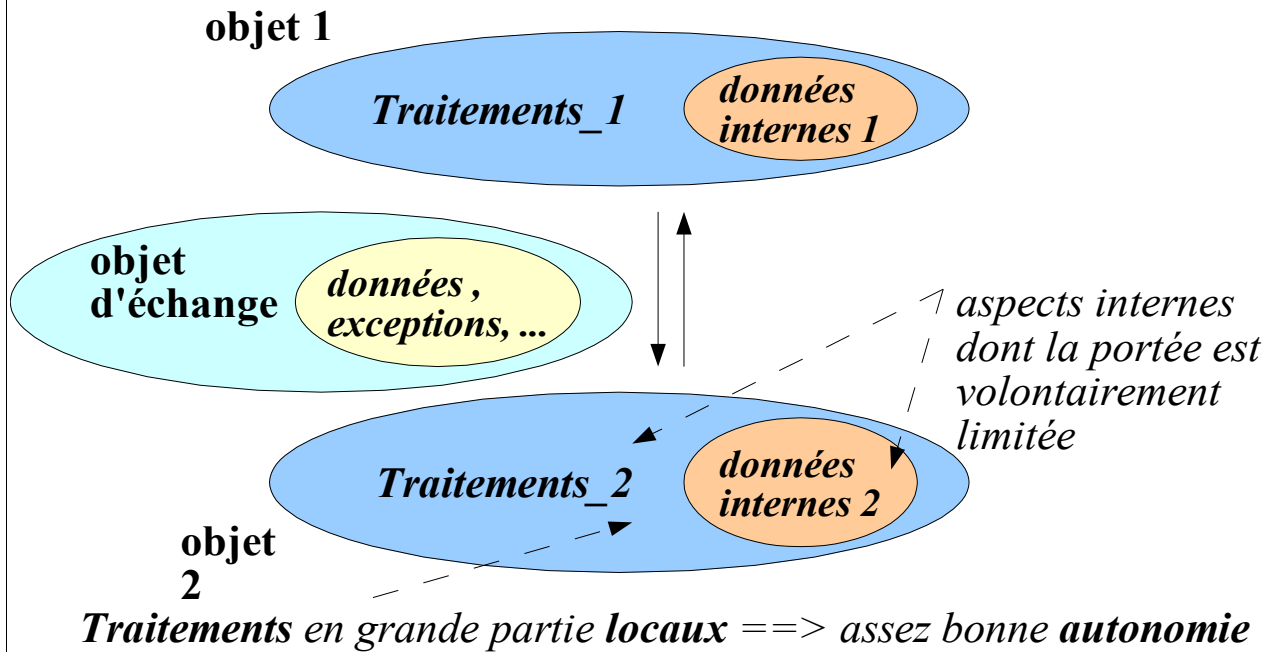 objet 1
Traitements_1
données
internes 1
objet
d'échange
données ,
exceptions, ...
aspects internes
dont la portée est
volontairement
limitée
Traitements_2
données
internes 2
objet
2
Traitements en grande partie locaux ==> assez bonne autonomie